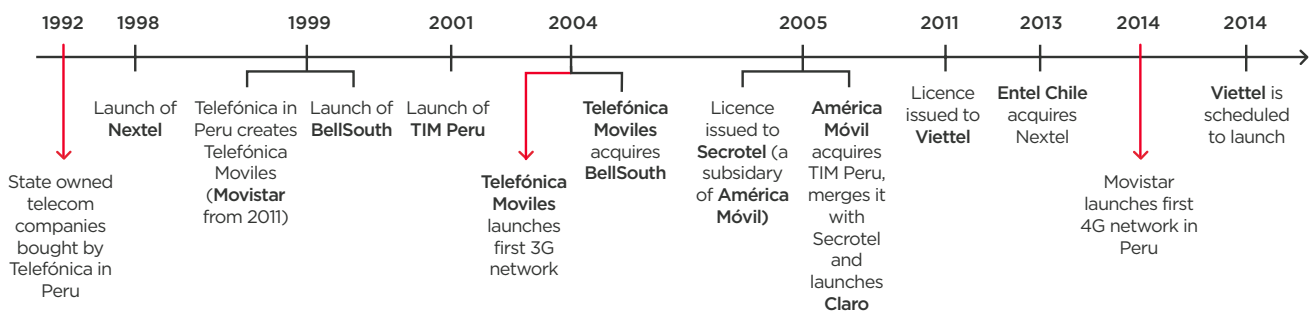 1992
1998
1999
2001
2004
2005
2011
2013
2014
2014
State owned
telecom
companies
bought by
Telefónica in
Peru
Launch of
Nextel
Telefónica in
Peru creates
Telefónica
Moviles
(Movistar
from 2011)
Launch of
BellSouth
Launch of
TIM Peru
Telefónica
Moviles
launches
first 3G
network
Telefónica
Moviles
acquires
BellSouth
Licence
issued to
Secrotel (a
subsidary
of América
Móvil)
América
Móvil
acquires
TIM Peru,
merges it
with
Secrotel
and
launches
Claro
Licence
issued to
Viettel
Entel Chile
acquires
Nextel
Movistar
launches first
4G network in
Peru
Viettel is
scheduled
to launch